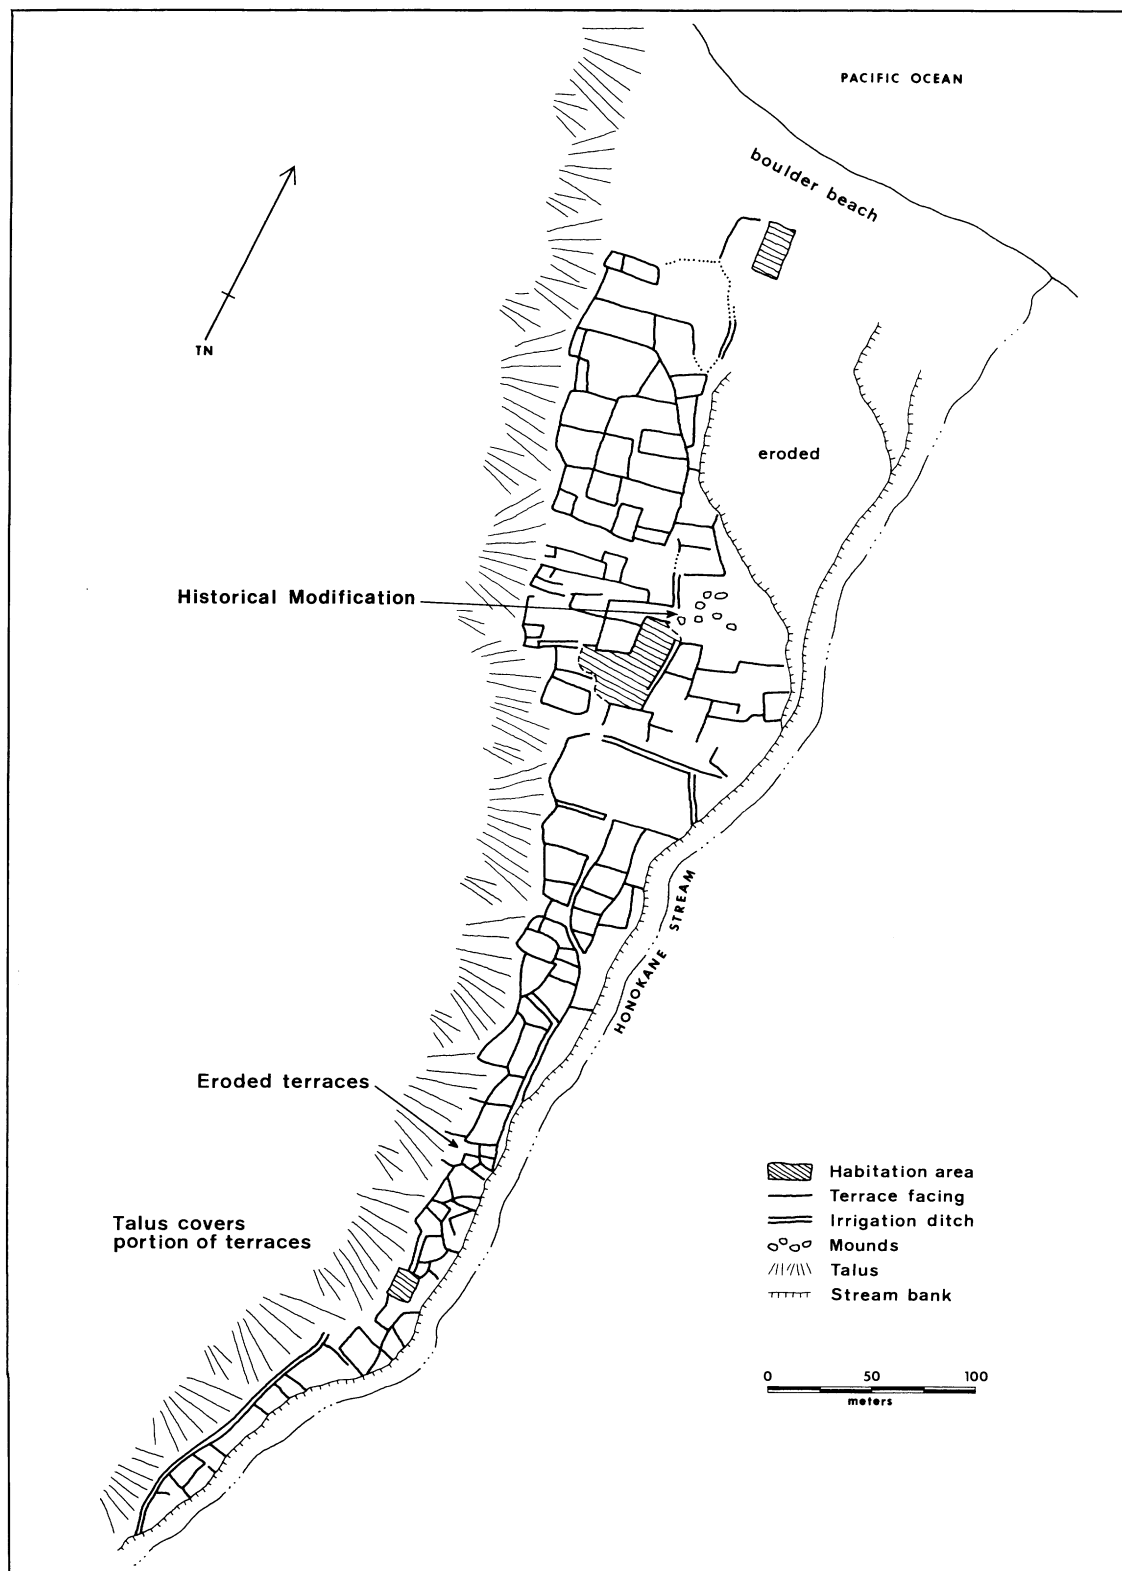 PACIFIC OCEAN
boulder beach
TN
eroded
Historical Modification
HONOKANE STREAM
Eroded terraces
Talus covers
portion of terraces
Habitation area
Terrace facing
Irrigation ditch
Mounds
Talus
Stream bank
0 50 100
meters